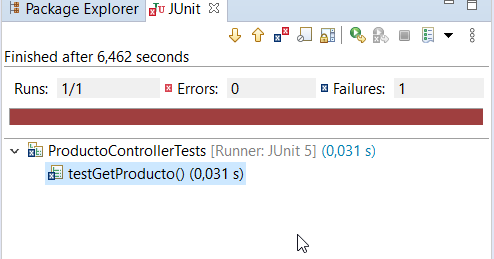 Package Explorer JUnit
Finished after 6,462 seconds
Runs: 1/1 Errors: 0 Failures: 1
ProductoControllerTests [Runner: JUnit 5] (0,031 s)
testGetProducto() (0,031 s)